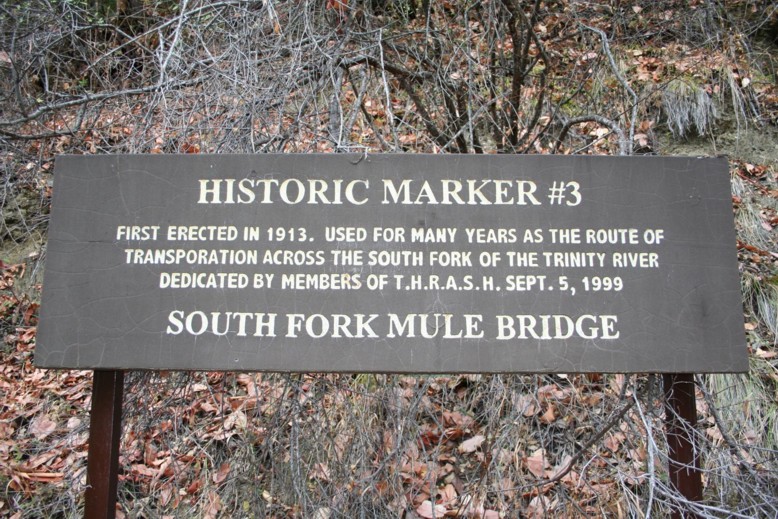 HISTORIC MARKER #3
FIRST ERECTED IN 1913. USED FOR MANY YEARS AS THE ROUTE OF
TRANSPORATION ACROSS THE SOUTH FORK OF THE TRINITY RIVER
DEDICATED BY MEMBERS OF T.H.R.A.S.H. SEPT. 5, 1999
SOUTH FORK MULE BRIDGE